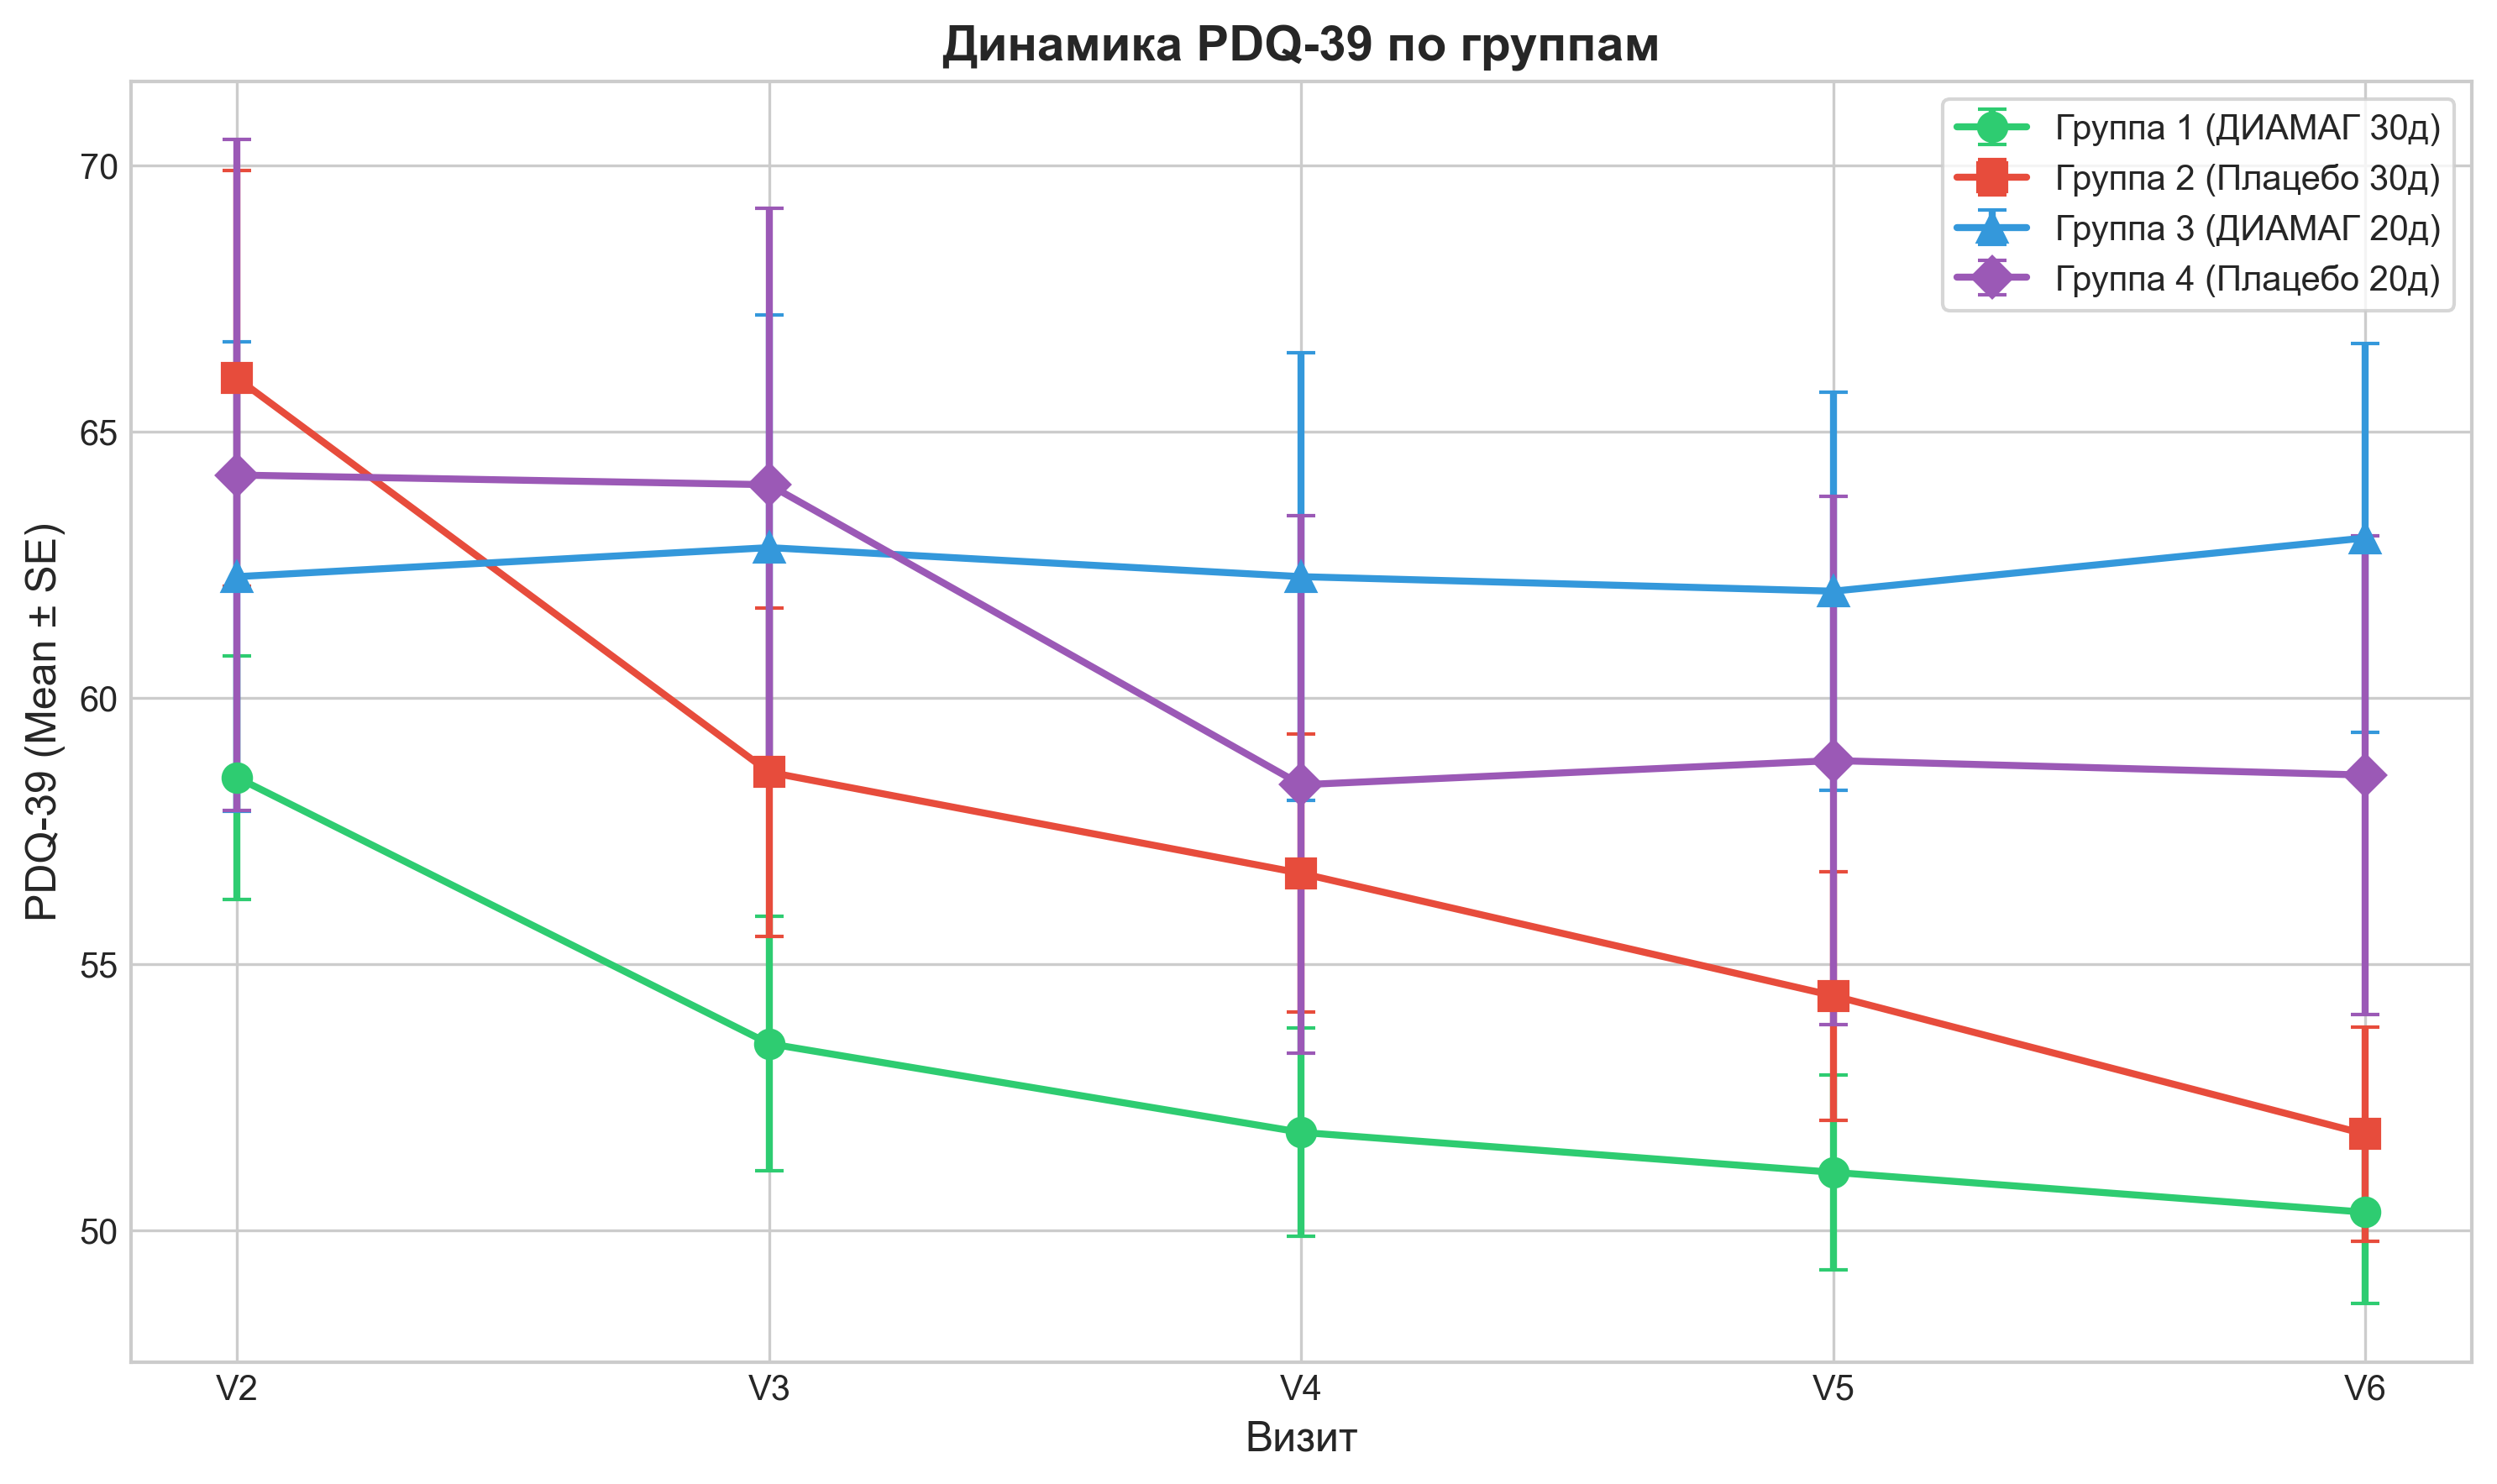 Динамика PDQ-39 по группам
PDQ-39 (Mean ± SE)
70
65
60
55
50
Группа 1 (ДИАМАГ 30д)
Группа 2 (Плацебо 30д)
Группа 3 (ДИАМАГ 20д)
Группа 4 (Плацебо 20д)
V2 V3 V4 V5 V6
Визит